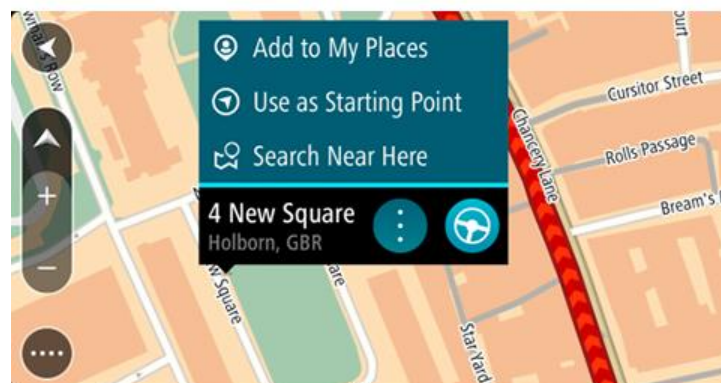 Add to My Places
Use as Starting Point
Search Near Here
4 New Square
Holborn, GBR
Cursitor Street
Chancery Lane
Rolls Passage
Bream's
New Square
Star Yard